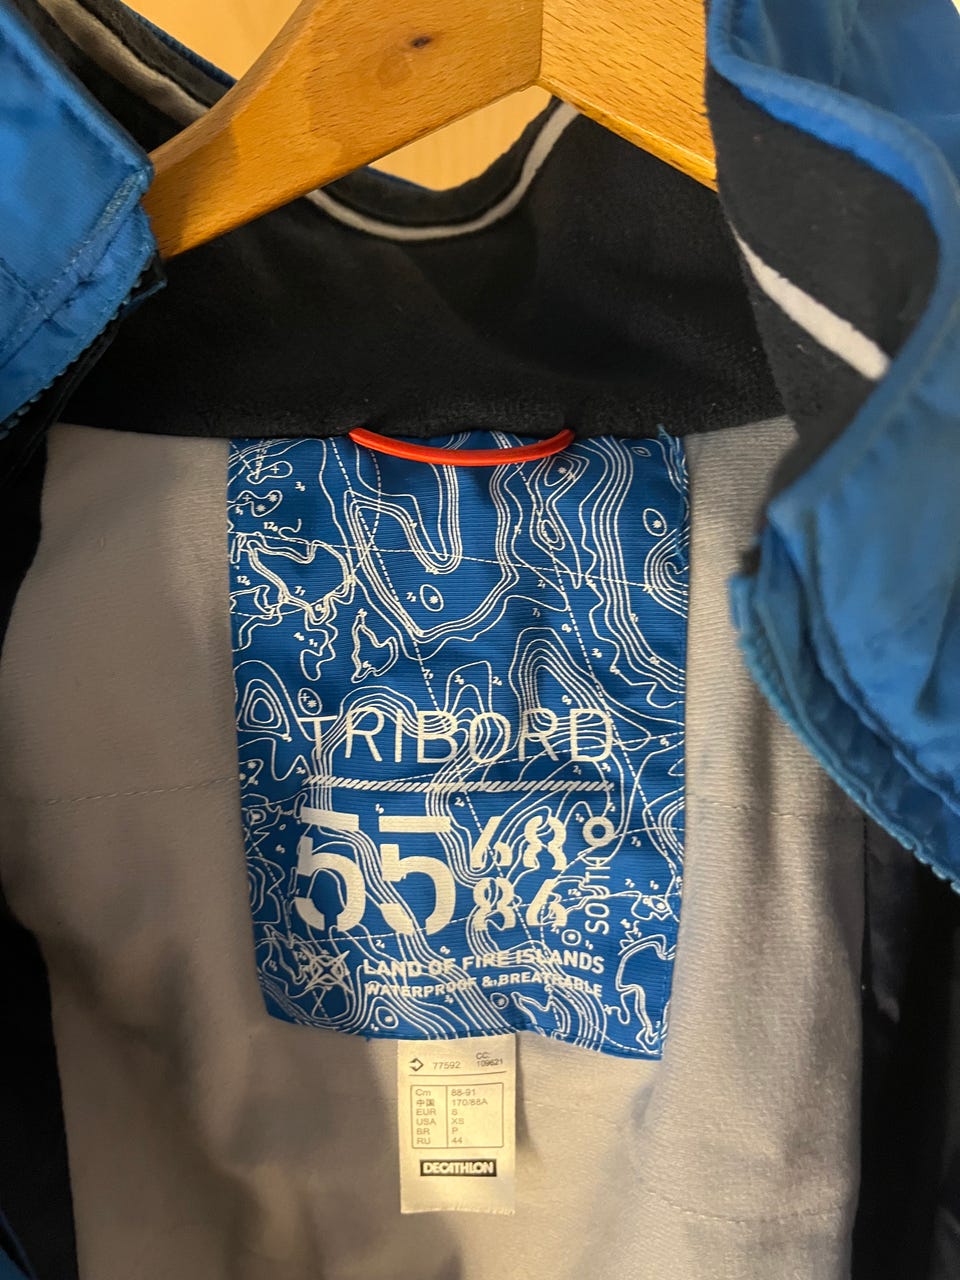 TRIBORD
55 68 86 °
SOUTH
LAND OF FIRE ISLANDS
WATERPROOF & BREATHABLE
77592 CC: 109621
Cm 88-91
中国 170/88A
EUR S
USA XS
BR P
RU 44
DECATHLON